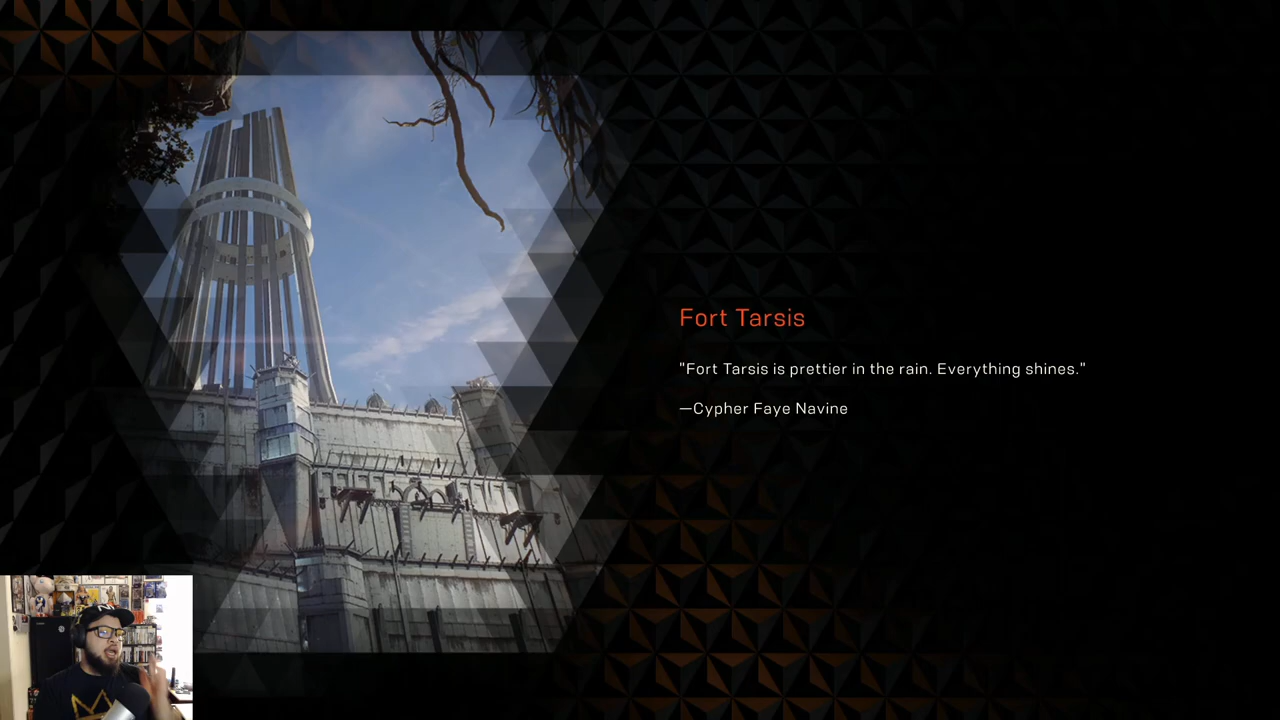 Fort Tarsis
"Fort Tarsis is prettier in the rain. Everything shines."
—Cypher Faye Navine